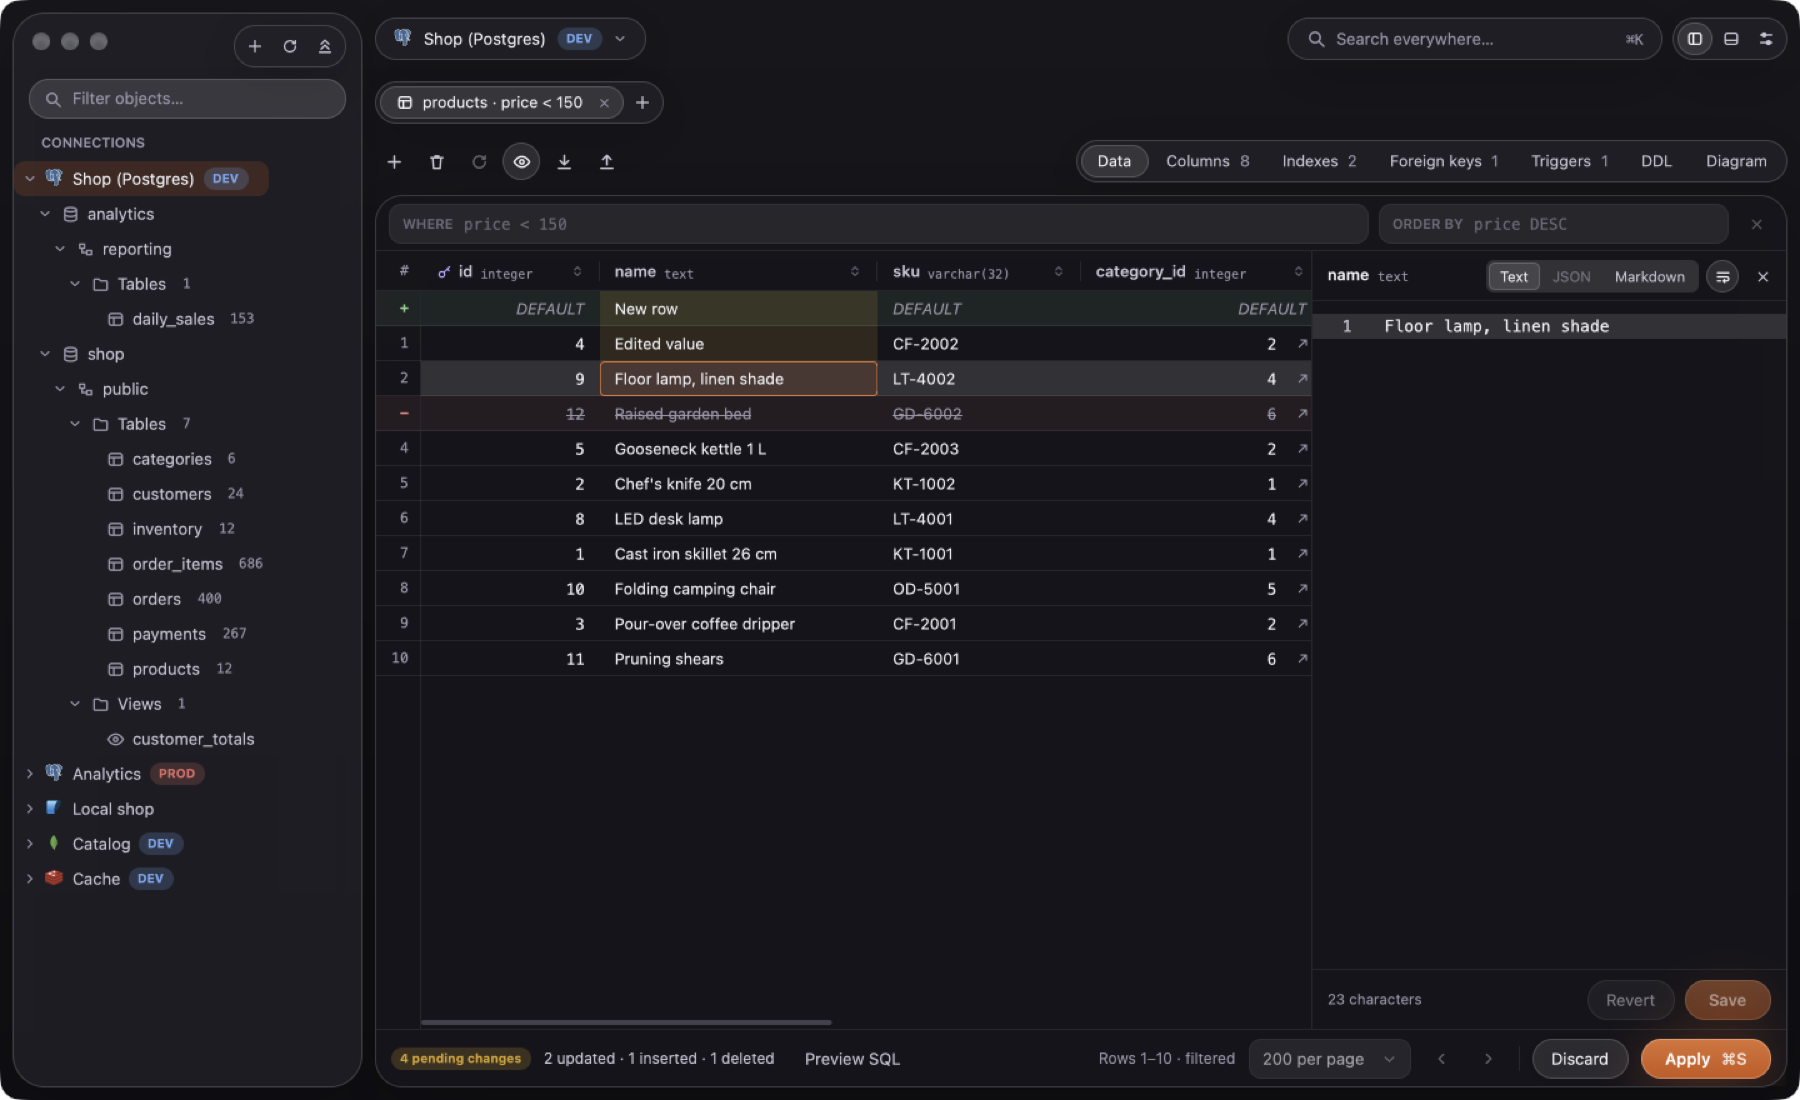 Filter objects...
CONNECTIONS
Shop (Postgres) DEV
analytics
reporting
Tables 1
daily_sales 153
shop
public
Tables 7
categories 6
customers 24
inventory 12
order_items 686
orders 400
payments 267
products 12
Views 1
customer_totals
Analytics PROD
Local shop
Catalog DEV
Cache DEV
Shop (Postgres) DEV
Search everywhere... ⌘K
products · price < 150
Data Columns 8 Indexes 2 Foreign keys 1 Triggers 1 DDL Diagram
WHERE price < 150 ORDER BY price DESC
# id integer name text sku varchar(32) category_id integer
+ DEFAULT New row DEFAULT DEFAULT
1 4 Edited value CF-2002 2
2 9 Floor lamp, linen shade LT-4002 4
− 12 Raised garden bed GD-6002 6
4 5 Gooseneck kettle 1 L CF-2003 2
5 2 Chef's knife 20 cm KT-1002 1
6 8 LED desk lamp LT-4001 4
7 1 Cast iron skillet 26 cm KT-1001 1
8 10 Folding camping chair OD-5001 5
9 3 Pour-over coffee dripper CF-2001 2
10 11 Pruning shears GD-6001 6
name text Text JSON Markdown
1 Floor lamp, linen shade
23 characters Revert Save
4 pending changes 2 updated · 1 inserted · 1 deleted Preview SQL Rows 1–10 · filtered 200 per page Discard Apply ⌘S